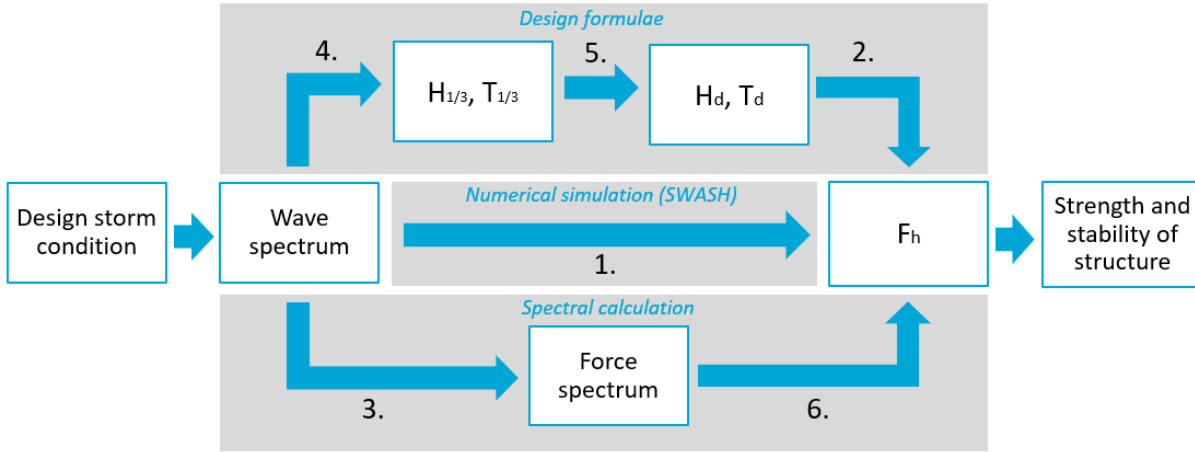 Design formulae
4.
5.
2.
H1/3, T1/3
Hd, Td
Design storm
condition
Wave
spectrum
Numerical simulation (SWASH)
1.
Fh
Strength and
stability of
structure
Spectral calculation
Force
spectrum
3.
6.